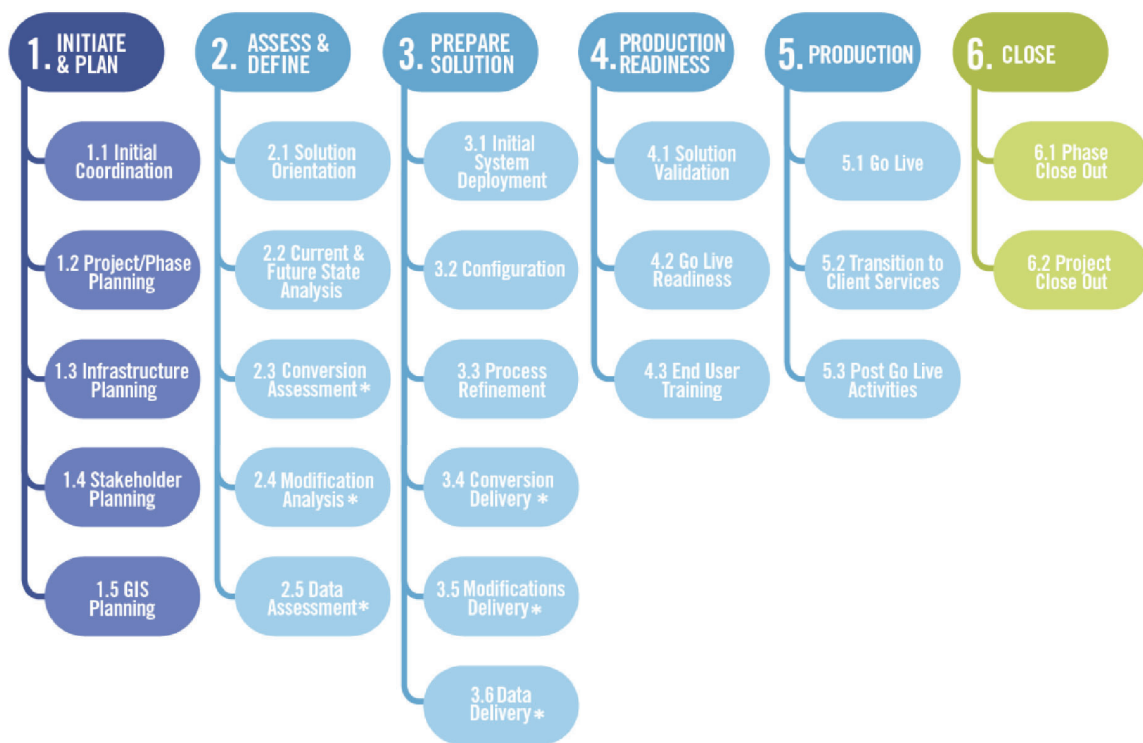 1. INITIATE
& PLAN
1.1 Initial
Coordination
1.2 Project/Phase
Planning
1.3 Infrastructure
Planning
1.4 Stakeholder
Planning
1.5 GIS
Planning
2. ASSESS &
DEFINE
2.1 Solution
Orientation
2.2 Current &
Future State
Analysis
2.3 Conversion
Assessment*
2.4 Modification
Analysis*
2.5 Data
Assessment*
3. PREPARE
SOLUTION
3.1 Initial
System
Deployment
3.2 Configuration
3.3 Process
Refinement
3.4 Conversion
Delivery *
3.5 Modifications
Delivery*
3.6 Data
Delivery*
4. PRODUCTION
READINESS
4.1 Solution
Validation
4.2 Go Live
Readiness
4.3 End User
Training
5. PRODUCTION
5.1 Go Live
5.2 Transition to
Client Services
5.3 Post Go Live
Activities
6. CLOSE
6.1 Phase
Close Out
6.2 Project
Close Out